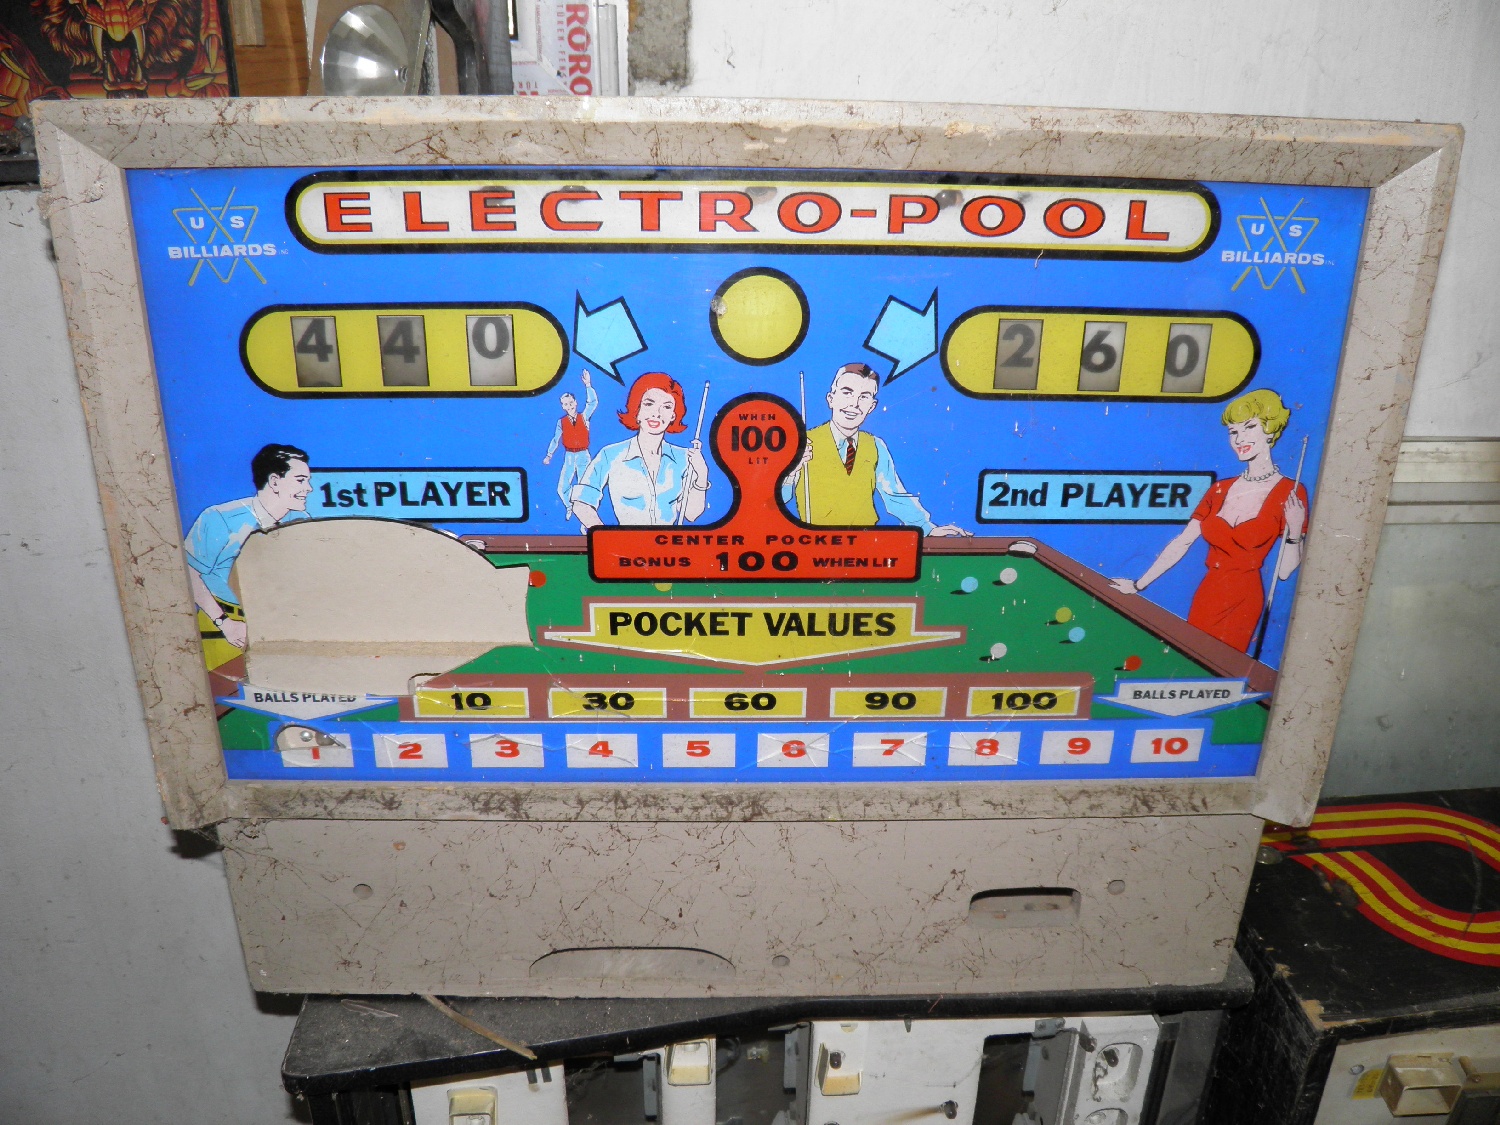 RORO
ELECTRO-POOL
U S
BILLIARDS
U S
BILLIARDS
440
260
WHEN
100
LIT
1st PLAYER
2nd PLAYER
CENTER POCKET
BONUS 100 WHEN LIT
POCKET VALUES
BALLS PLAYED
10 30 60 90 100
BALLS PLAYED
1 2 3 4 5 6 7 8 9 10